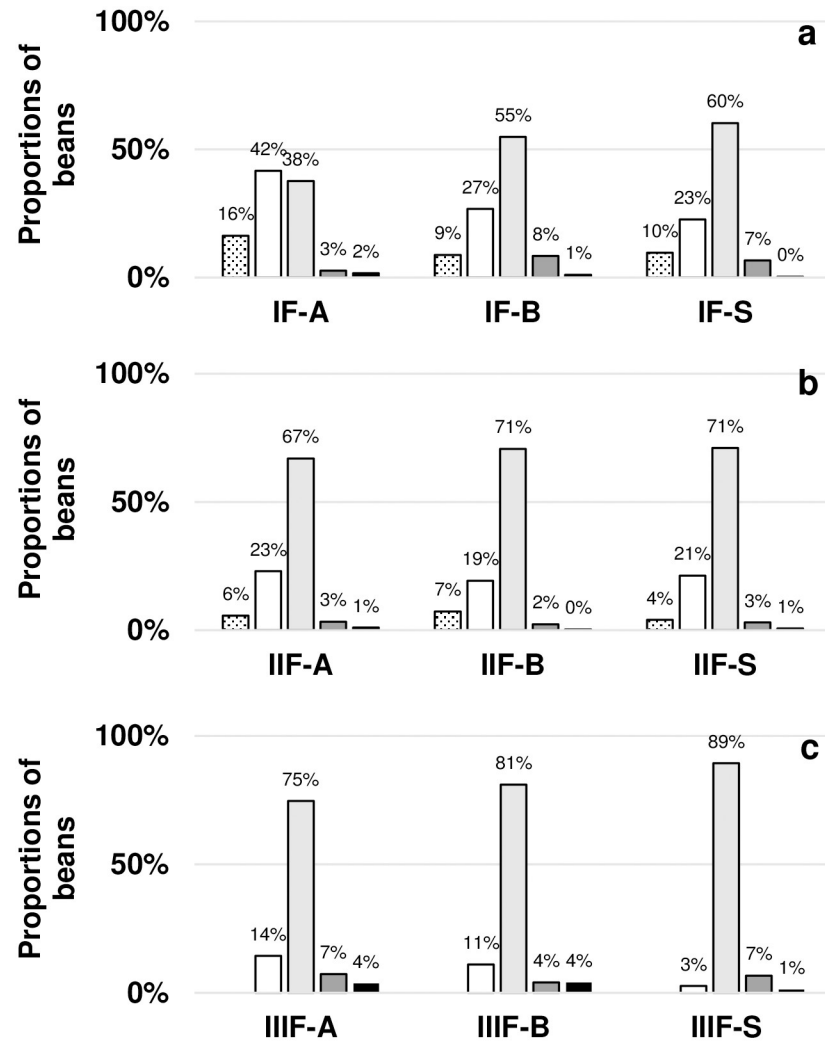 a
100%
50%
0%
Proportions of
beans
16% 42% 38% 3% 2%
9% 27% 55% 8% 1%
10% 23% 60% 7% 0%
IF-A IF-B IF-S
b
100%
50%
0%
Proportions of
beans
6% 23% 67% 3% 1%
7% 19% 71% 2% 0%
4% 21% 71% 3% 1%
IIF-A IIF-B IIF-S
c
100%
50%
0%
Proportions of
beans
14% 75% 7% 4%
11% 81% 4% 4%
3% 89% 7% 1%
IIIF-A IIIF-B IIIF-S